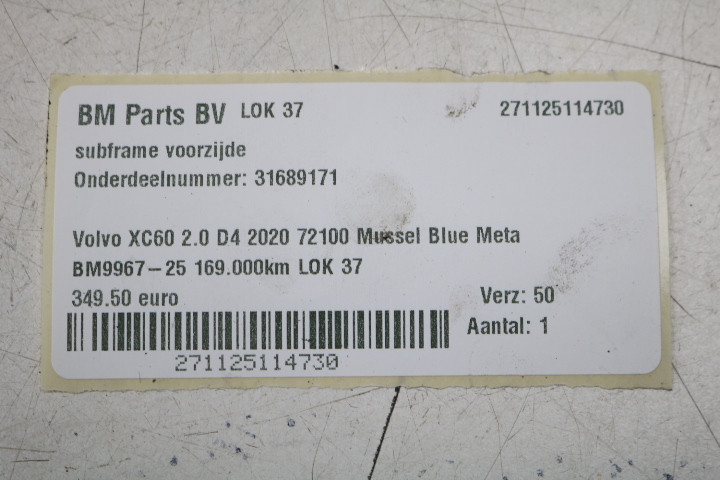 BM Parts BV LOK 37 271125114730
subframe voorzijde
Onderdeelnummer: 31689171
Volvo XC60 2.0 D4 2020 72100 Mussel Blue Meta
BM9967-25 169.000km LOK 37
349.50 euro Verz: 50
Aantal: 1
271125114730